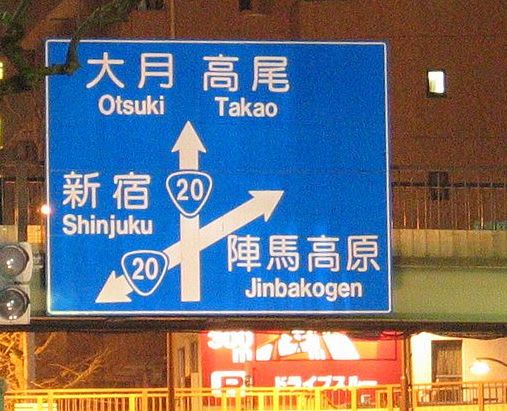 大月 高尾
Otsuki Takao
20
新宿
Shinjuku
20
陣馬高原
Jinbakogen
300
P ドライブスルー